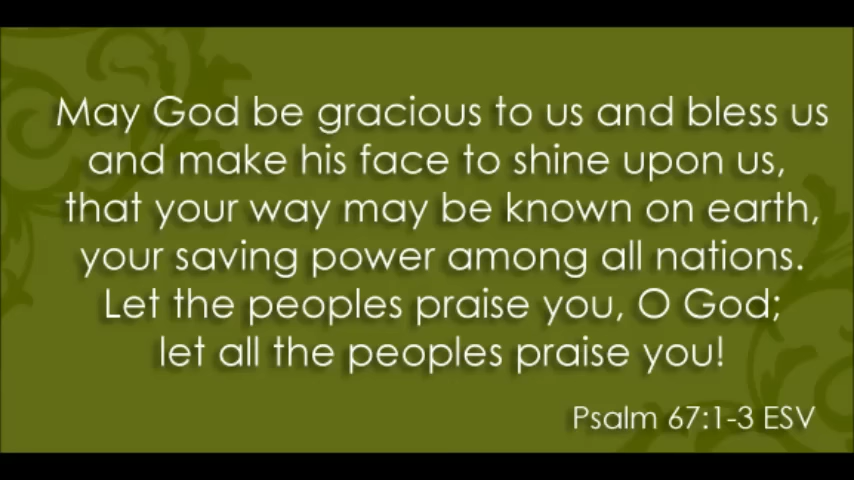 May God be gracious to us and bless us
and make his face to shine upon us,
that your way may be known on earth,
your saving power among all nations.
Let the peoples praise you, O God;
let all the peoples praise you!
Psalm 67:1-3 ESV